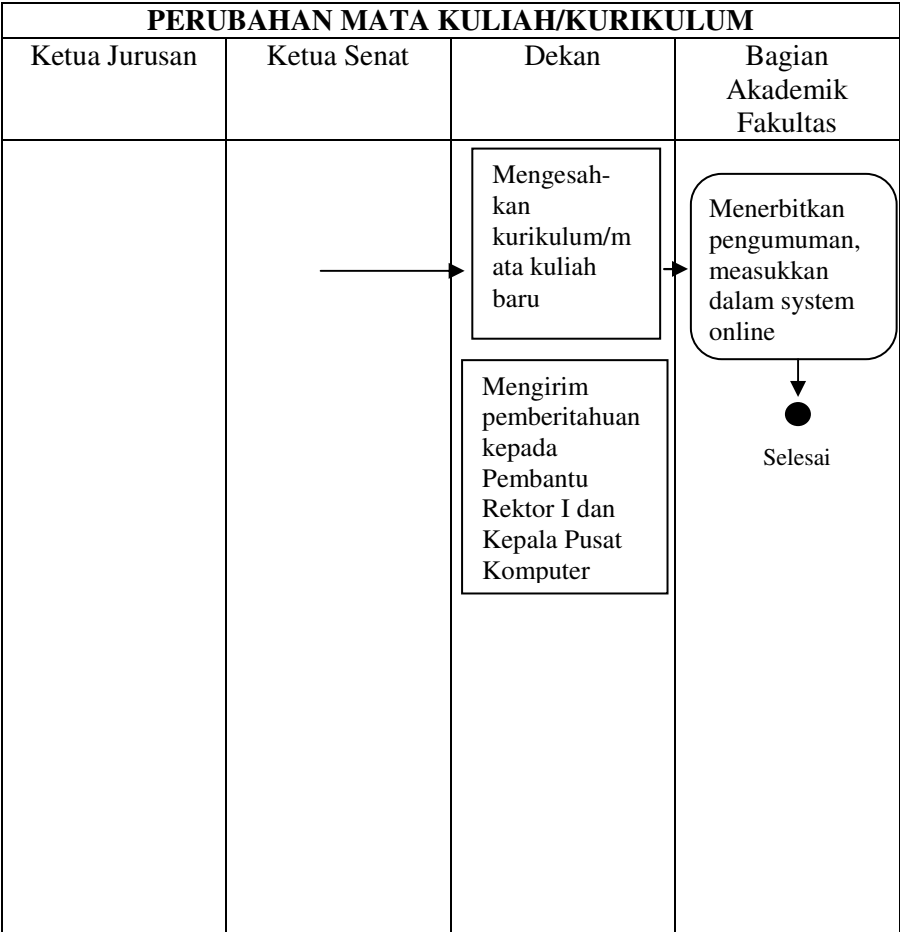 PERUBAHAN MATA KULIAH/KURIKULUM
Ketua Jurusan
Ketua Senat
Dekan
Bagian
Akademik
Fakultas
Mengesah-
kan
kurikulum/m
ata kuliah
baru
Menerbitkan
pengumuman,
measukkan
dalam system
online
Mengirim
pemberitahuan
kepada
Pembantu
Rektor I dan
Kepala Pusat
Komputer
Selesai